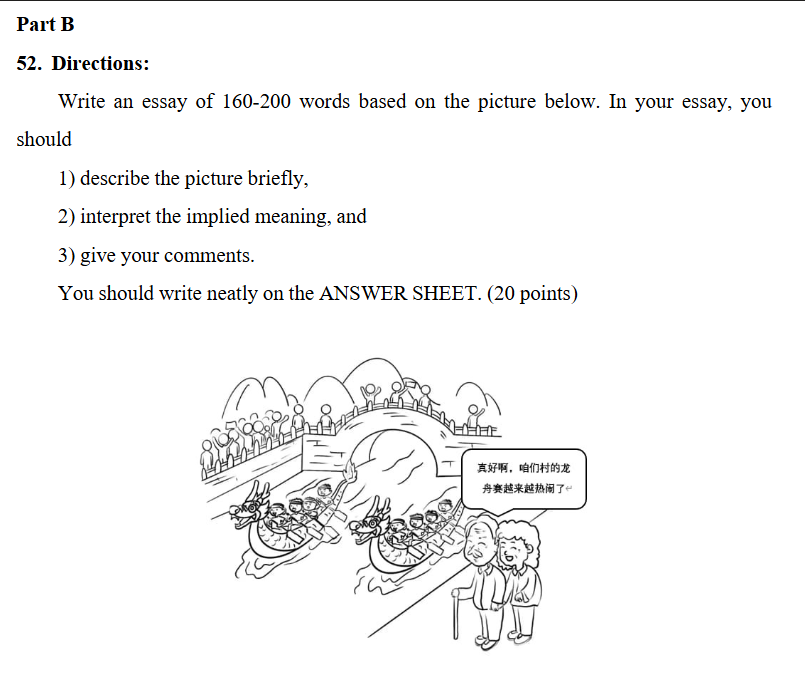 Part B
52. Directions:
Write an essay of 160-200 words based on the picture below. In your essay, you
should
1) describe the picture briefly,
2) interpret the implied meaning, and
3) give your comments.
You should write neatly on the ANSWER SHEET. (20 points)
真好啊，咱们村的龙
舟赛越来越热闹了